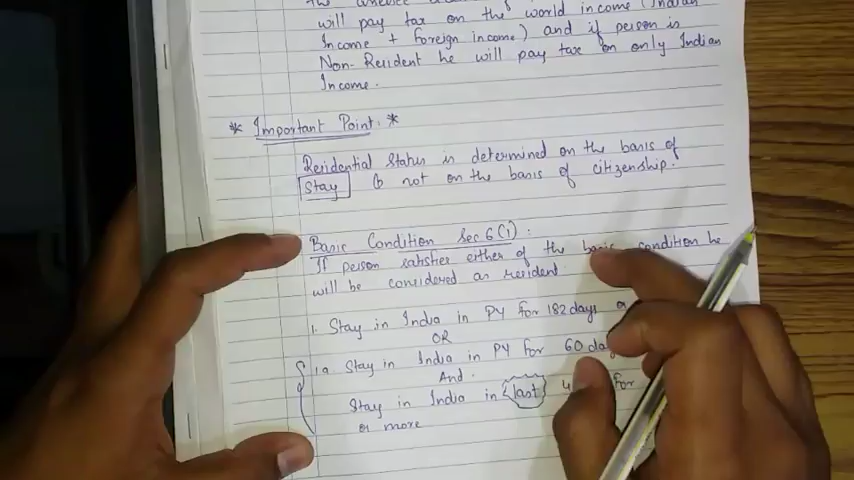 will pay tax on the world income (Indian
Income + foreign income) and if person is
Non-Resident he will pay tax on only Indian
Income.
* Important Point: *
Residential Status is determined on the basis of
Stay & not on the basis of citizenship.
Basic Condition Sec 6(1):
If person satisfies either of the basic condition he
will be considered as resident.
1. Stay in India in PY for 182 days
OR
1a Stay in India in PY for 60
And
Stay in India in last 4 for
or more